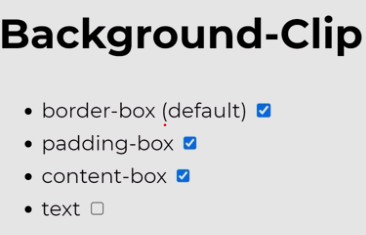 Background-Clip
border-box (default)
padding-box
content-box
text